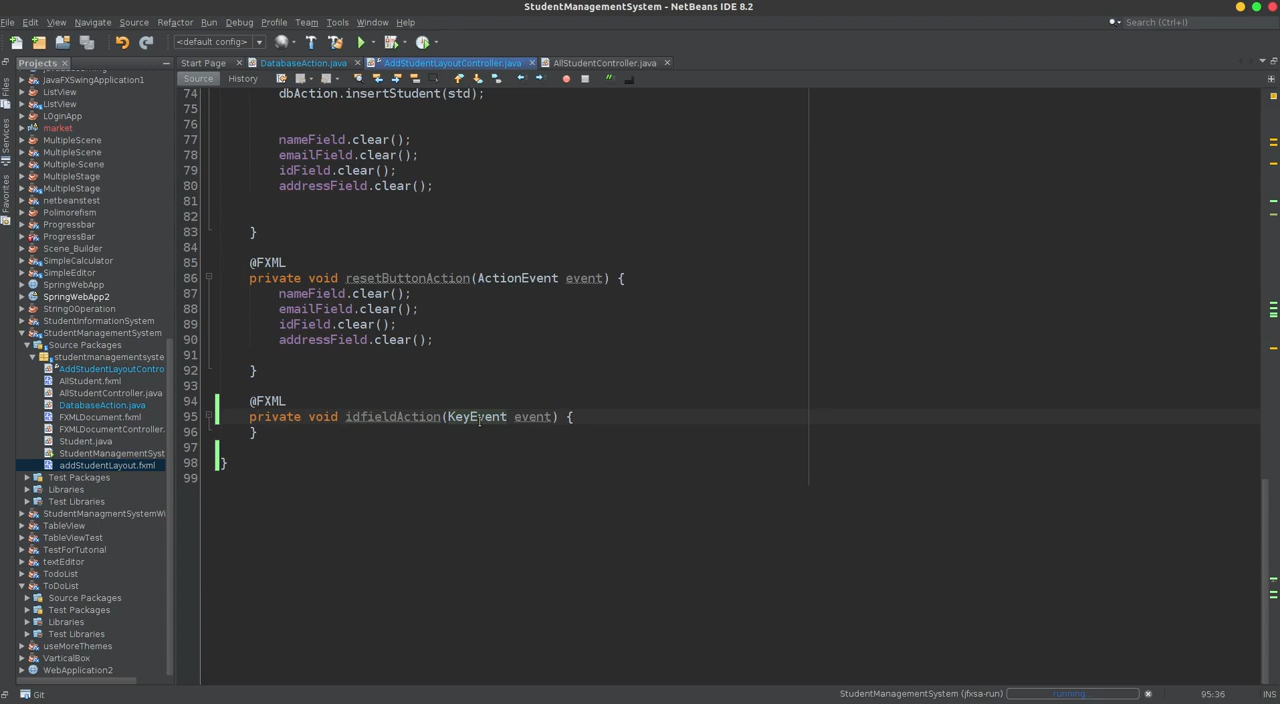 StudentManagementSystem - NetBeans IDE 8.2
File Edit View Navigate Source Refactor Run Debug Profile Team Tools Window Help
Search (Ctrl+I)
<default config>
Projects
Start Page DatabaseAction.java AddStudentLayoutController.java AllStudentController.java
Source History
Files
Services
Favorites
JavaFXSwingApplication1
ListView
ListView
L0ginApp
market
MultipleScene
MultipleScene
Multiple-Scene
MultipleStage
MultipleStage
netbeanstest
Polimorefism
Progressbar
ProgressBar
Scene_Builder
SimpleCalculator
SimpleEditor
SpringWebApp
SpringWebApp2
StringOOperation
StudentInformationSystem
StudentManagementSystem
Source Packages
studentmanagementsyste
AddStudentLayoutContro
AllStudent.fxml
AllStudentController.java
DatabaseAction.java
FXMLDocument.fxml
FXMLDocumentController.
Student.java
StudentManagementSyst
addStudentLayout.fxml
Test Packages
Libraries
Test Libraries
StudentManagmentSystemWi
TableView
TableViewTest
TestForTutorial
textEditor
TodoList
ToDoList
Source Packages
Test Packages
Libraries
Test Libraries
useMoreThemes
VarticalBox
WebApplication2
74 dbAction.insertStudent(std);
75
76
77 nameField.clear();
78 emailField.clear();
79 idField.clear();
80 addressField.clear();
81
82
83 }
84
85 @FXML
86 private void resetButtonAction(ActionEvent event) {
87 nameField.clear();
88 emailField.clear();
89 idField.clear();
90 addressField.clear();
91
92 }
93
94 @FXML
95 private void idfieldAction(KeyEvent event) {
96 }
97
98 }
99
Git
StudentManagementSystem (jfxsa-run) running... 95:36 INS